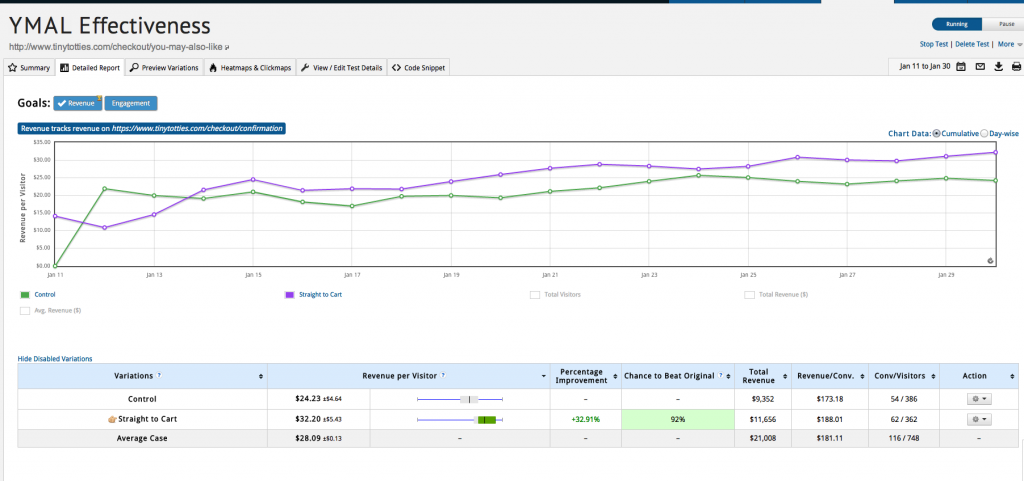 YMAL Effectiveness
Running Pause
http://www.tinytotties.com/checkout/you-may-also-like
Stop Test | Delete Test | More
Summary Detailed Report Preview Variations Heatmaps & Clickmaps View / Edit Test Details <> Code Snippet Jan 11 to Jan 30
Goals: Revenue Engagement
Revenue tracks revenue on https://www.tinytotties.com/checkout/confirmation
Chart Data: Cumulative Day-wise
Revenue per Visitor
$35.00
$30.00
$25.00
$20.00
$15.00
$10.00
$5.00
$0.00
Jan 11 Jan 13 Jan 15 Jan 17 Jan 19 Jan 21 Jan 23 Jan 25 Jan 27 Jan 29
Control Straight to Cart Total Visitors Total Revenue ($)
Avg. Revenue ($)
Hide Disabled Variations
Variations ? Revenue per Visitor ? Percentage Improvement Chance to Beat Original ? Total Revenue Revenue/Conv. Conv/Visitors Action
Control $24.23 ±$4.64 – – $9,352 $173.18 54 / 386
Straight to Cart $32.20 ±$5.43 +32.91% 92% $11,656 $188.01 62 / 362
Average Case $28.09 ±$0.13 – – – $21,008 $181.11 116 / 748 –